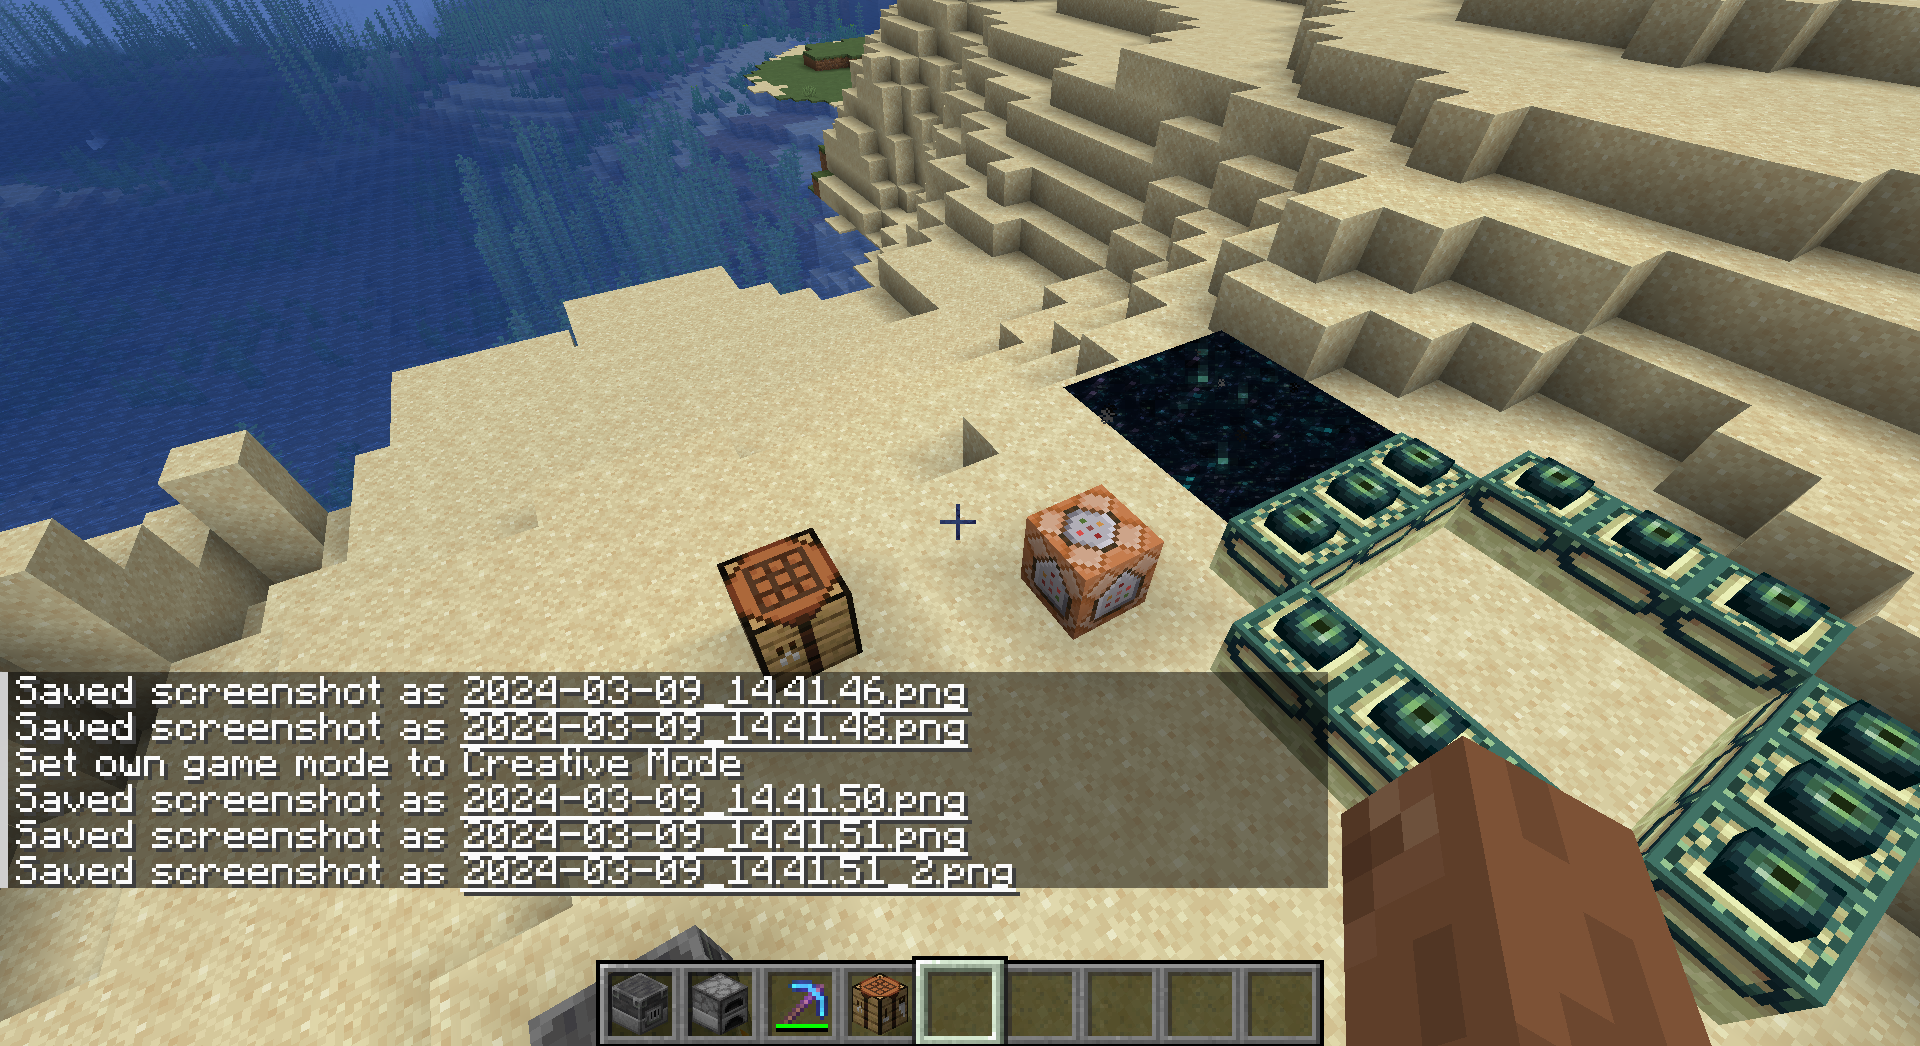 Saved screenshot as 2024-03-09_14.41.46.png
Saved screenshot as 2024-03-09_14.41.48.png
Set own game mode to Creative Mode
Saved screenshot as 2024-03-09_14.41.50.png
Saved screenshot as 2024-03-09_14.41.51.png
Saved screenshot as 2024-03-09_14.41.51_2.png